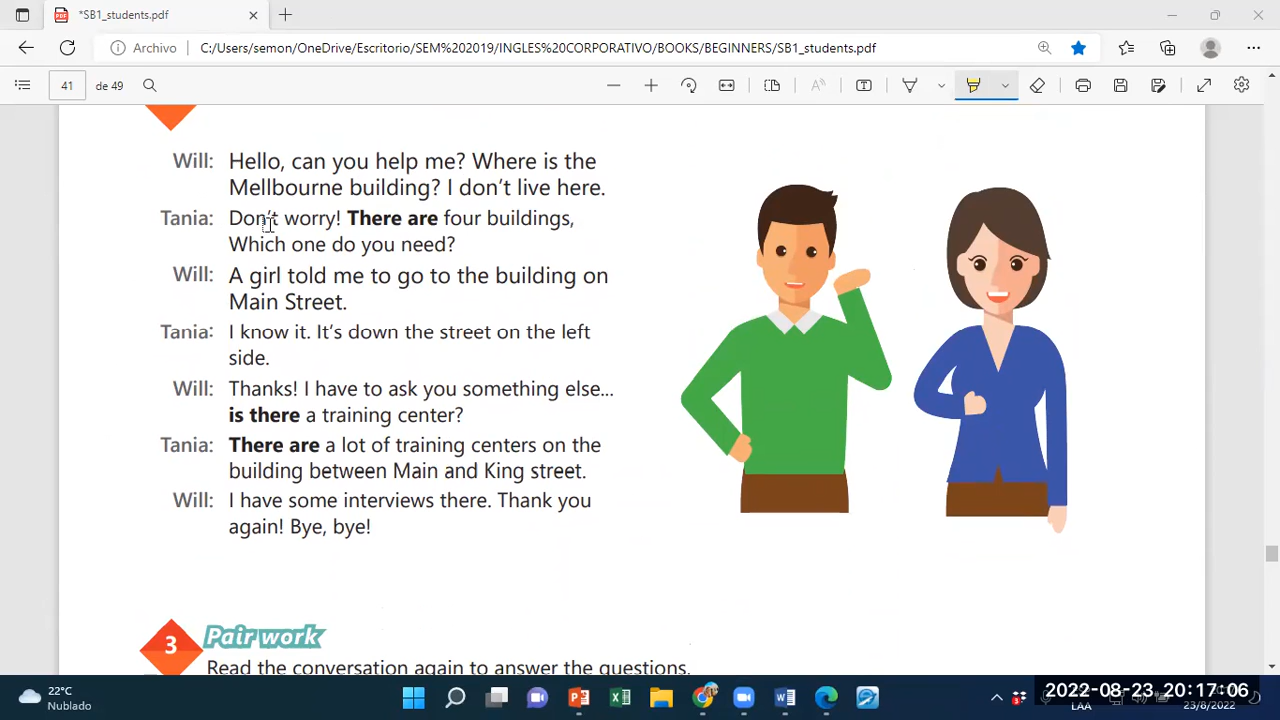 *SB1_students.pdf
Archivo
C:/Users/semon/OneDrive/Escritorio/SEM%202019/INGLES%20CORPORATIVO/BOOKS/BEGINNERS/SB1_students.pdf
41 de 49
Will: Hello, can you help me? Where is the
Mellbourne building? I don't live here.
Tania: Don't worry! There are four buildings,
Which one do you need?
Will: A girl told me to go to the building on
Main Street.
Tania: I know it. It's down the street on the left
side.
Will: Thanks! I have to ask you something else...
is there a training center?
Tania: There are a lot of training centers on the
building between Main and King street.
Will: I have some interviews there. Thank you
again! Bye, bye!
3 Pair work
Read the conversation again to answer the questions.
22°C
Nublado
LAA
2022-08-23 20:17:06
23/8/2022